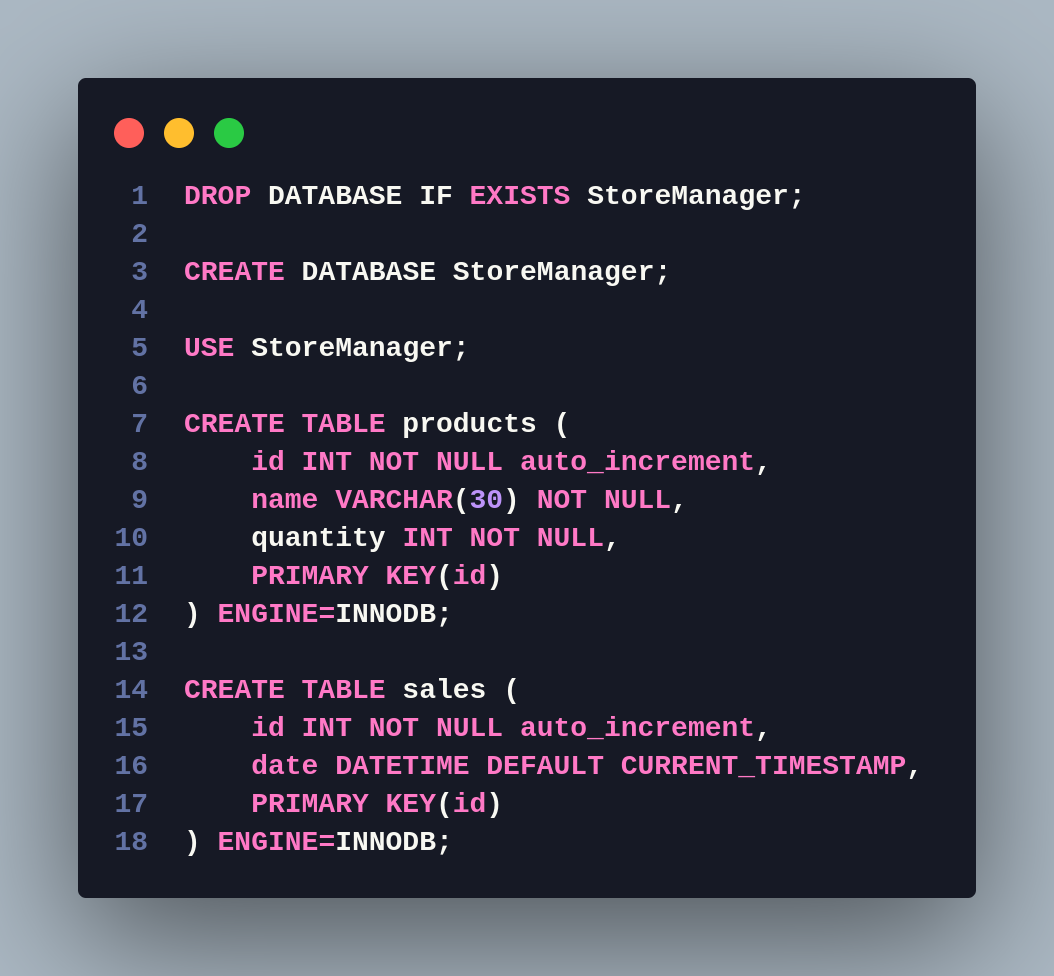 1 DROP DATABASE IF EXISTS StoreManager;
2
3 CREATE DATABASE StoreManager;
4
5 USE StoreManager;
6
7 CREATE TABLE products (
8     id INT NOT NULL auto_increment,
9     name VARCHAR(30) NOT NULL,
10     quantity INT NOT NULL,
11     PRIMARY KEY(id)
12 ) ENGINE=INNODB;
13
14 CREATE TABLE sales (
15     id INT NOT NULL auto_increment,
16     date DATETIME DEFAULT CURRENT_TIMESTAMP,
17     PRIMARY KEY(id)
18 ) ENGINE=INNODB;